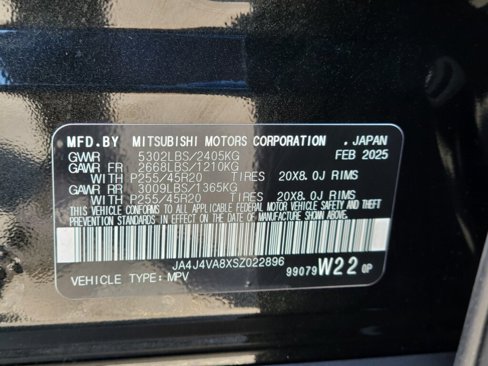 MFD.BY MITSUBISHI MOTORS CORPORATION , JAPAN
GVWR 5302LBS/2405KG FEB 2025
GAWR FR 2668LBS/1210KG
WITH P255/45R20 TIRES 20X8.0J RIMS
GAWR RR 3009LBS/1365KG
WITH P255/45R20 TIRES 20X8.0J RIMS
THIS VEHICLE CONFORMS TO ALL APPLICABLE FEDERAL MOTOR VEHICLE SAFETY AND THEFT
PREVENTION STANDARDS IN EFFECT ON THE DATE OF MANUFACTURE SHOWN ABOVE.
JA4J4VA8XSZ022896
VEHICLE TYPE:MPV 99079 W22 0P